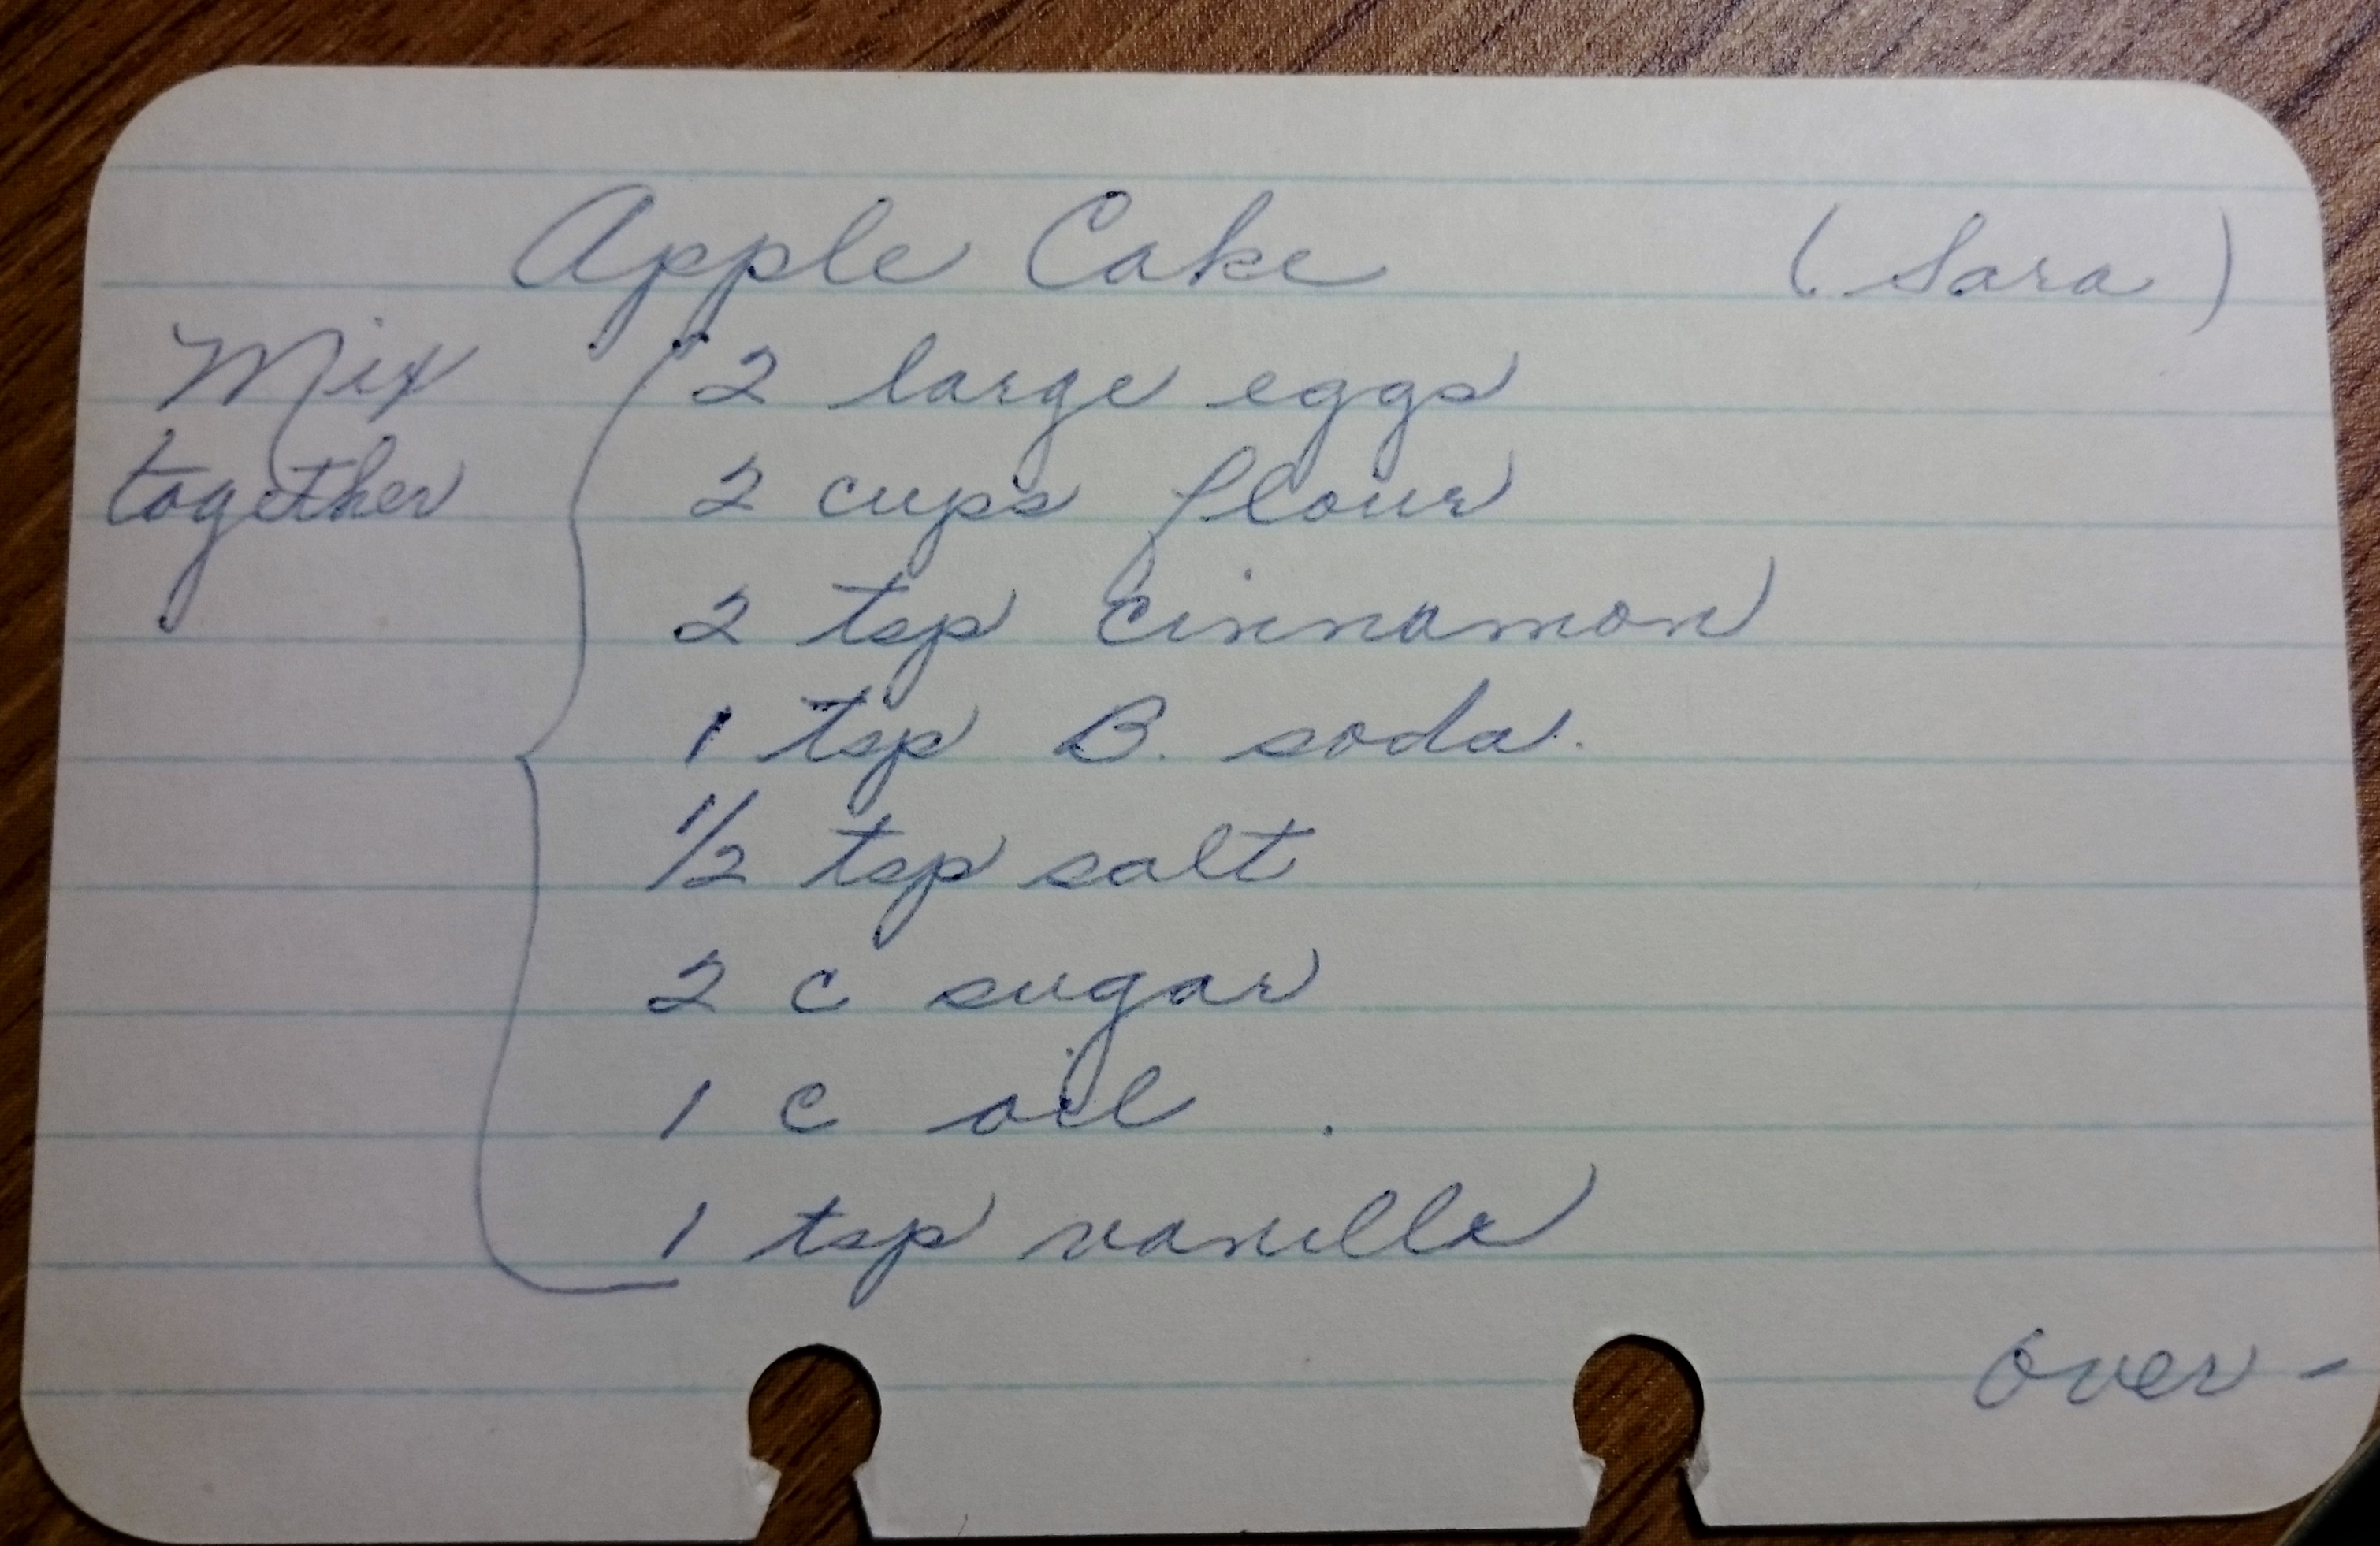 Apple Cake (Sara)
Mix together
2 large eggs
2 cups flour
2 tsp cinnamon
1 tsp B. soda.
1/2 tsp salt
2 c sugar
1 c oil .
1 tsp vanilla
over -